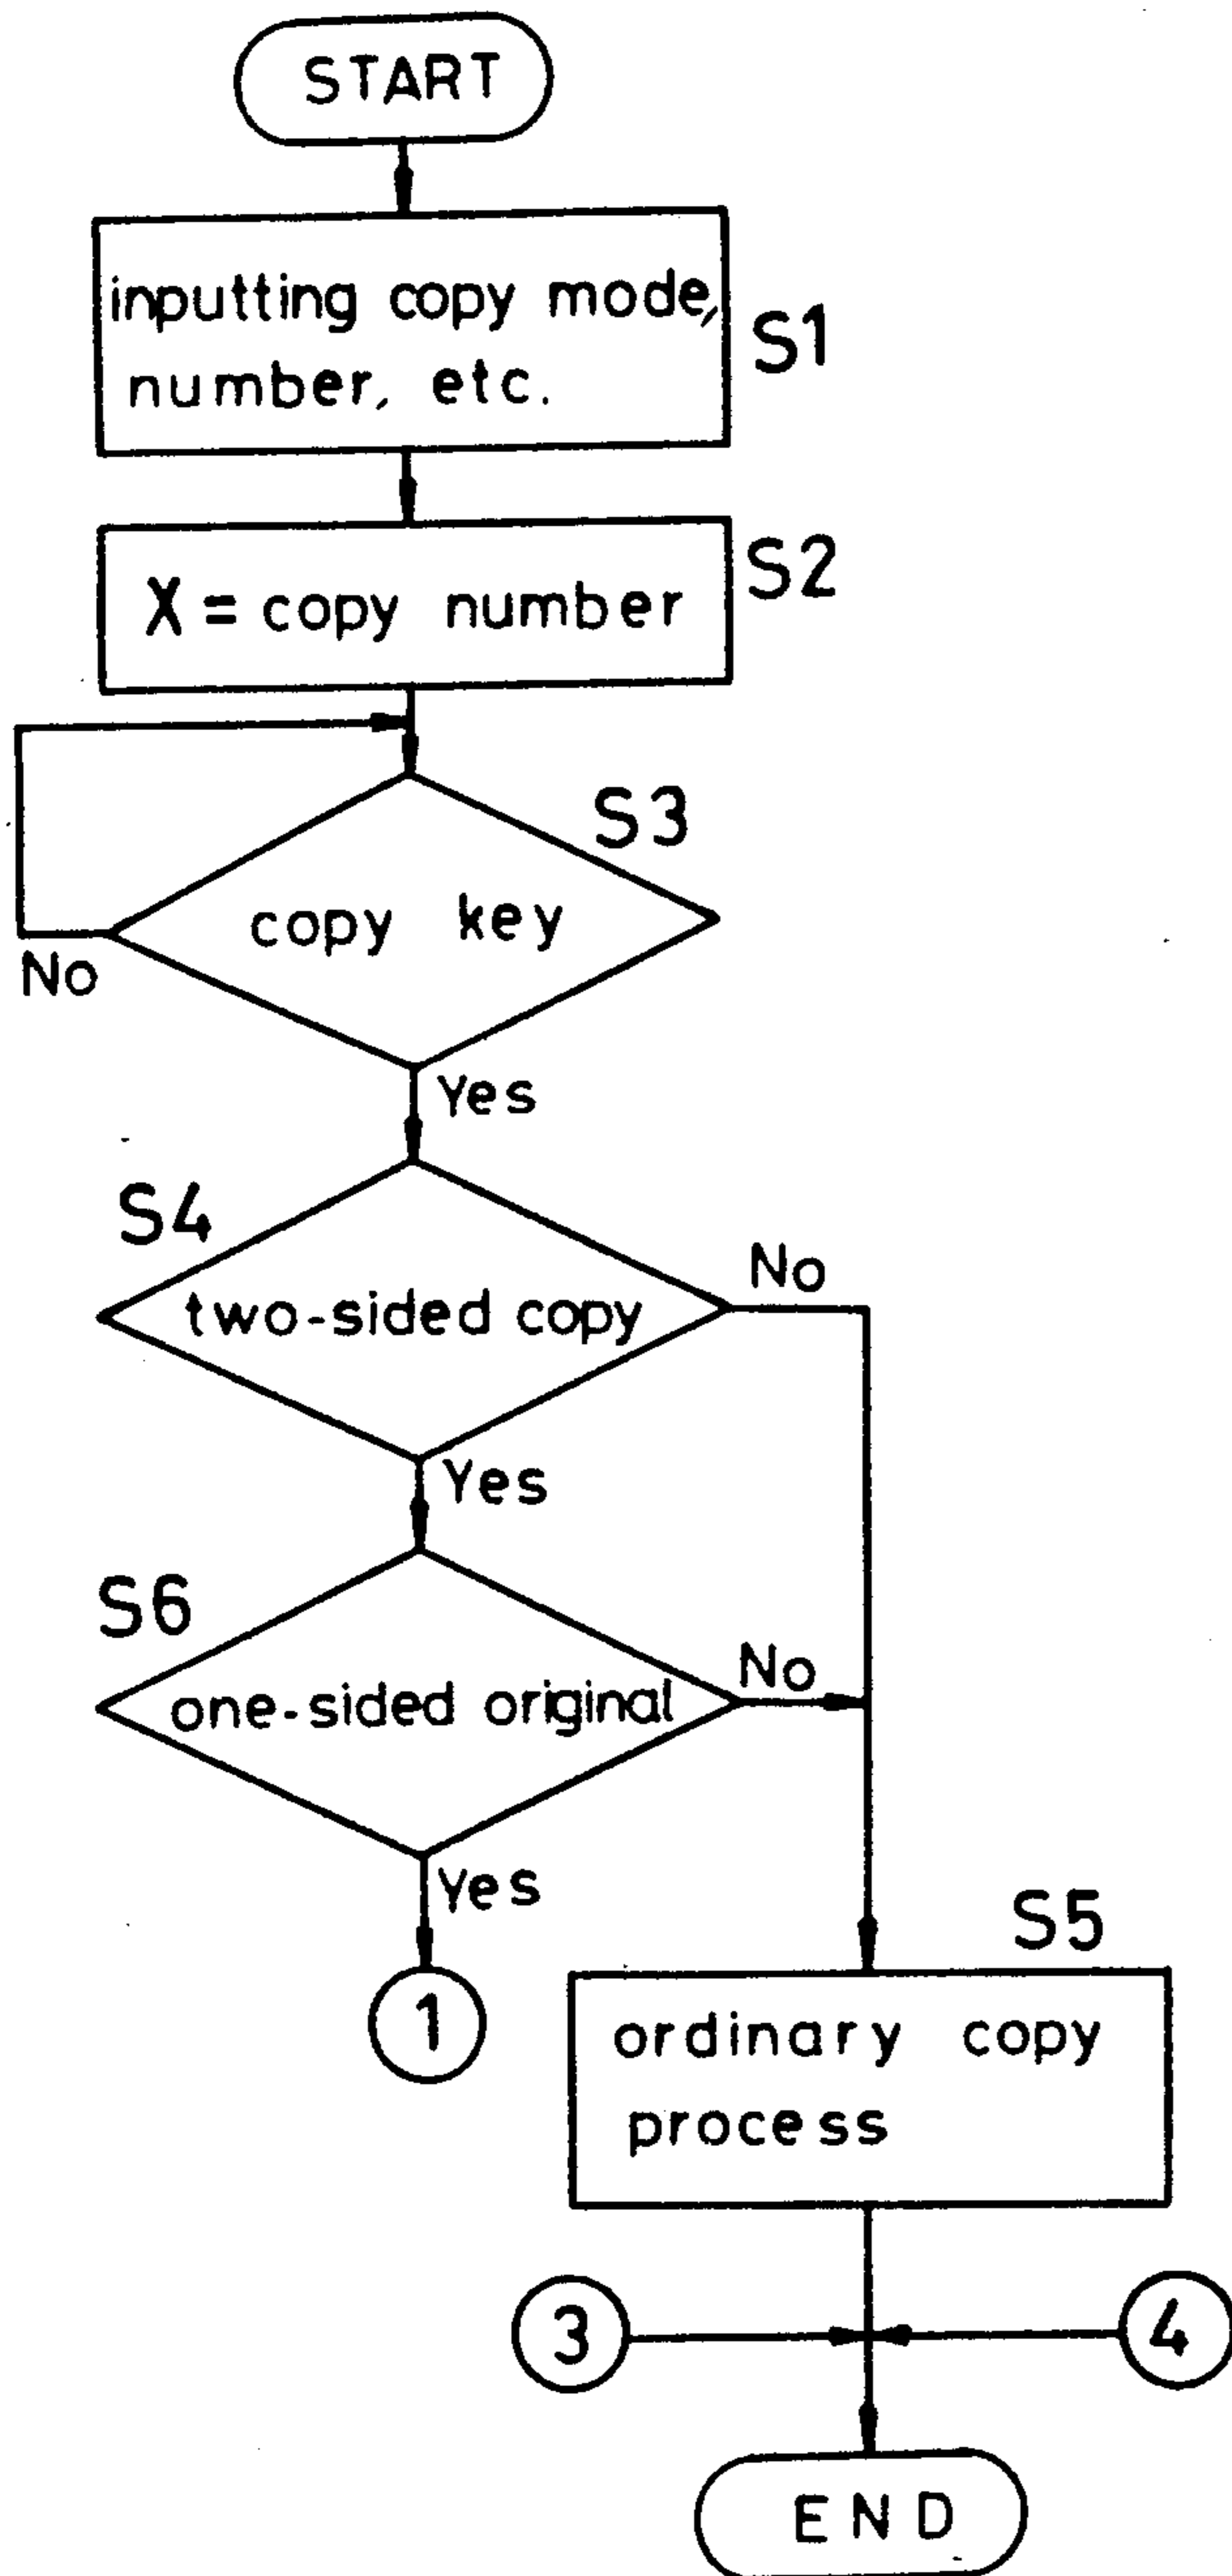 START
inputting copy mode,
number, etc.
S1
X = copy number
S2
S3
copy key
No
Yes
S4
two-sided copy
No
Yes
S6
one-sided original
No
Yes
1
S5
ordinary copy
process
3
4
END